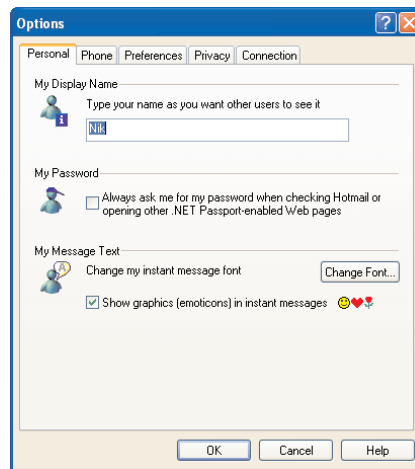 Options
Personal Phone Preferences Privacy Connection
My Display Name
Type your name as you want other users to see it
Nik
My Password
Always ask me for my password when checking Hotmail or
opening other .NET Passport-enabled Web pages
My Message Text
Change my instant message font
Change Font...
Show graphics (emoticons) in instant messages
OK Cancel Help